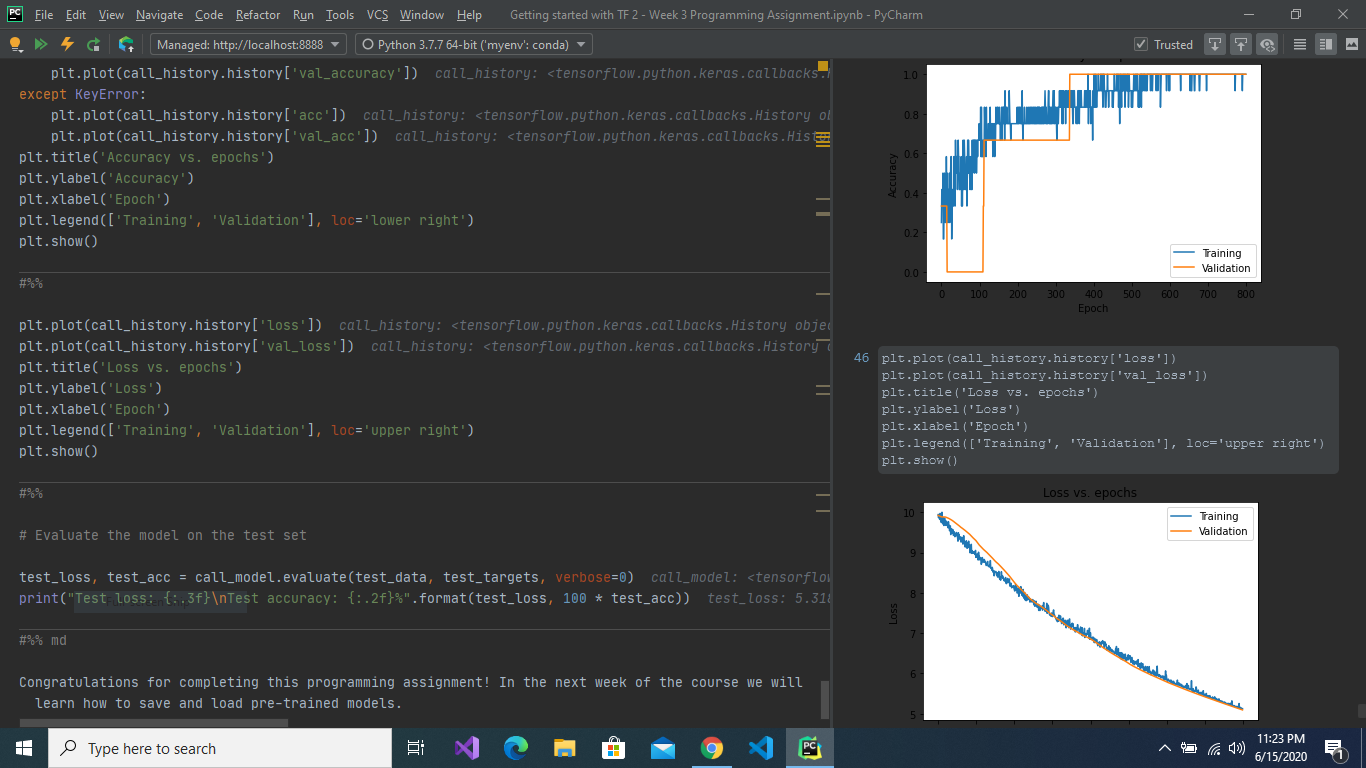 File Edit View Navigate Code Refactor Run Tools VCS Window Help Getting started with TF 2 - Week 3 Programming Assignment.ipynb - PyCharm
Managed: http://localhost:8888 Python 3.7.7 64-bit ('myenv': conda) Trusted
plt.plot(call_history.history['val_accuracy']) call_history: <tensorflow.python.keras.callbacks.
except KeyError:
plt.plot(call_history.history['acc']) call_history: <tensorflow.python.keras.callbacks.History
plt.plot(call_history.history['val_acc']) call_history: <tensorflow.python.keras.callbacks.
plt.title('Accuracy vs. epochs')
plt.ylabel('Accuracy')
plt.xlabel('Epoch')
plt.legend(['Training', 'Validation'], loc='lower right')
plt.show()
#%%
plt.plot(call_history.history['loss']) call_history: <tensorflow.python.keras.callbacks.History obje
plt.plot(call_history.history['val_loss']) call_history: <tensorflow.python.keras.callbacks.History
plt.title('Loss vs. epochs')
plt.ylabel('Loss')
plt.xlabel('Epoch')
plt.legend(['Training', 'Validation'], loc='upper right')
plt.show()
#%%
# Evaluate the model on the test set
test_loss, test_acc = call_model.evaluate(test_data, test_targets, verbose=0) call_model: <tensorflow
print("Test loss: {:.3f}\nTest accuracy: {:.2f}%".format(test_loss, 100 * test_acc)) test_loss: 5.318
#%% md
Congratulations for completing this programming assignment! In the next week of the course we will
learn how to save and load pre-trained models.
1.0
0.8
0.6
0.4
0.2
0.0
Accuracy
Training
Validation
0 100 200 300 400 500 600 700 800
Epoch
46
plt.plot(call_history.history['loss'])
plt.plot(call_history.history['val_loss'])
plt.title('Loss vs. epochs')
plt.ylabel('Loss')
plt.xlabel('Epoch')
plt.legend(['Training', 'Validation'], loc='upper right')
plt.show()
Loss vs. epochs
Training
Validation
10
9
8
7
6
5
Loss
Type here to search
11:23 PM
6/15/2020
1